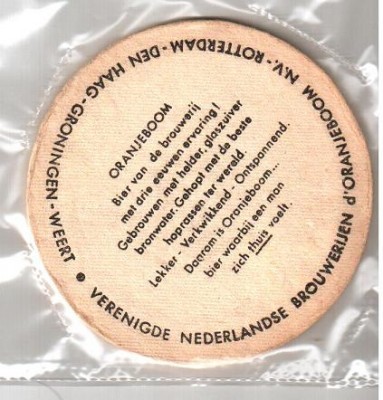 VERENIGDE NEDERLANDSE BROUWERIJEN D'ORANJEBOOM N.V.-ROTTERDAM-DEN HAAG-GRONINGEN-WEERT
ORANJEBOOM
Bier van de brouwerij
met drie eeuwen ervaring!
Gebrouwen met helder, glaszuiver
bronwater. Gehopt met de beste
hoprassen ter wereld.
Lekker - Verkwikkend - Ontspannend.
Daarom is Oranjeboom...
bier waarbij een man
zich thuis voelt.